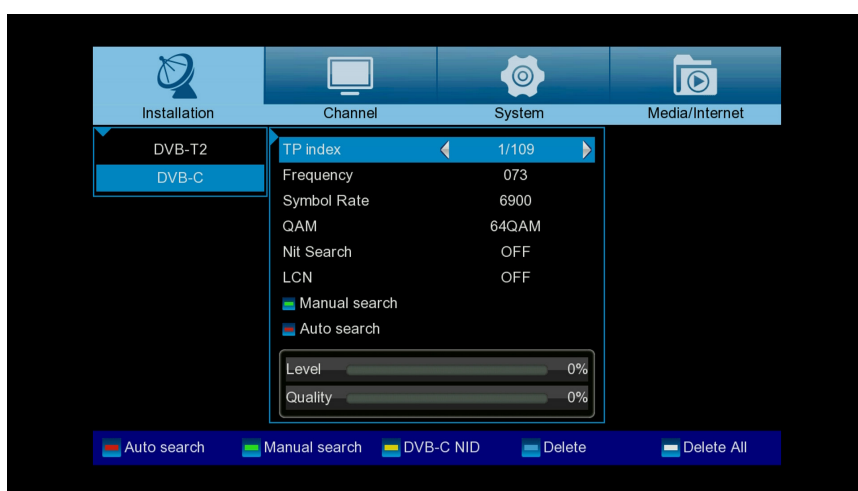 Installation Channel System Media/Internet
DVB-T2
DVB-C
TP index 1/109
Frequency 073
Symbol Rate 6900
QAM 64QAM
Nit Search OFF
LCN OFF
Manual search
Auto search
Level 0%
Quality 0%
Auto search Manual search DVB-C NID Delete Delete All